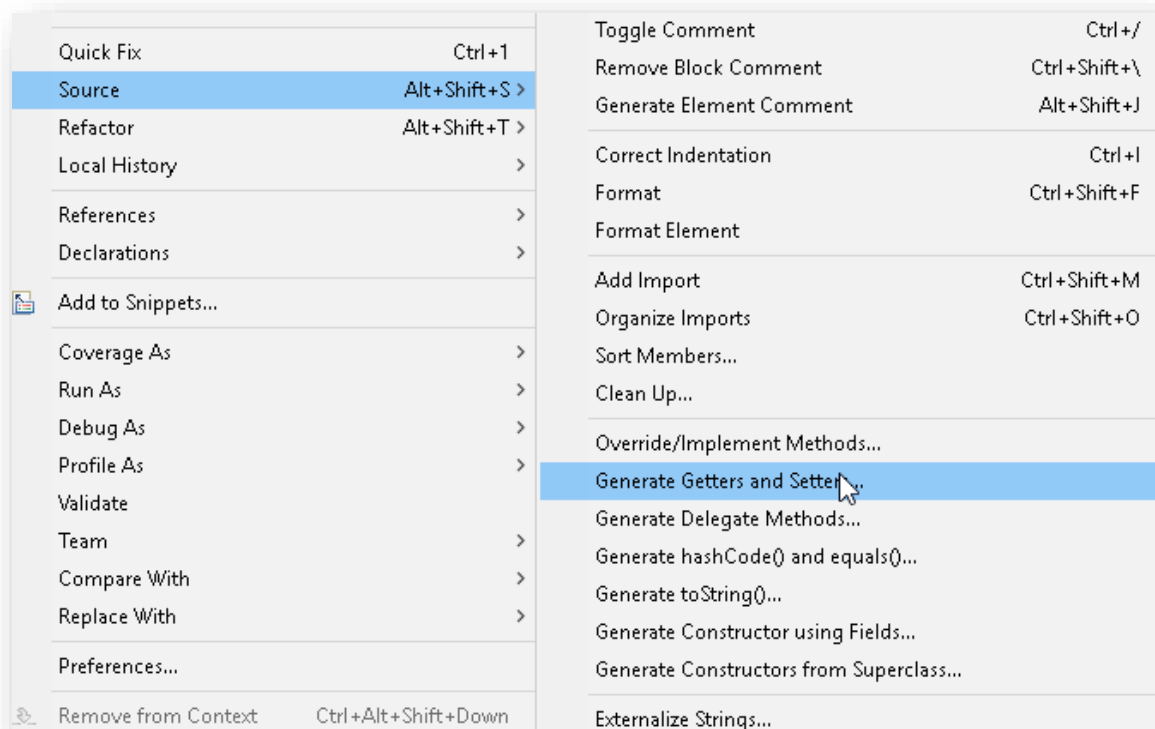 Quick Fix Ctrl+1
Source Alt+Shift+S >
Refactor Alt+Shift+T >
Local History >
References >
Declarations >
Add to Snippets...
Coverage As >
Run As >
Debug As >
Profile As >
Validate
Team >
Compare With >
Replace With >
Preferences...
Remove from Context Ctrl+Alt+Shift+Down
Toggle Comment Ctrl+/
Remove Block Comment Ctrl+Shift+\
Generate Element Comment Alt+Shift+J
Correct Indentation Ctrl+I
Format Ctrl+Shift+F
Format Element
Add Import Ctrl+Shift+M
Organize Imports Ctrl+Shift+O
Sort Members...
Clean Up...
Override/Implement Methods...
Generate Getters and Setters...
Generate Delegate Methods...
Generate hashCode() and equals()...
Generate toString()...
Generate Constructor using Fields...
Generate Constructors from Superclass...
Externalize Strings...